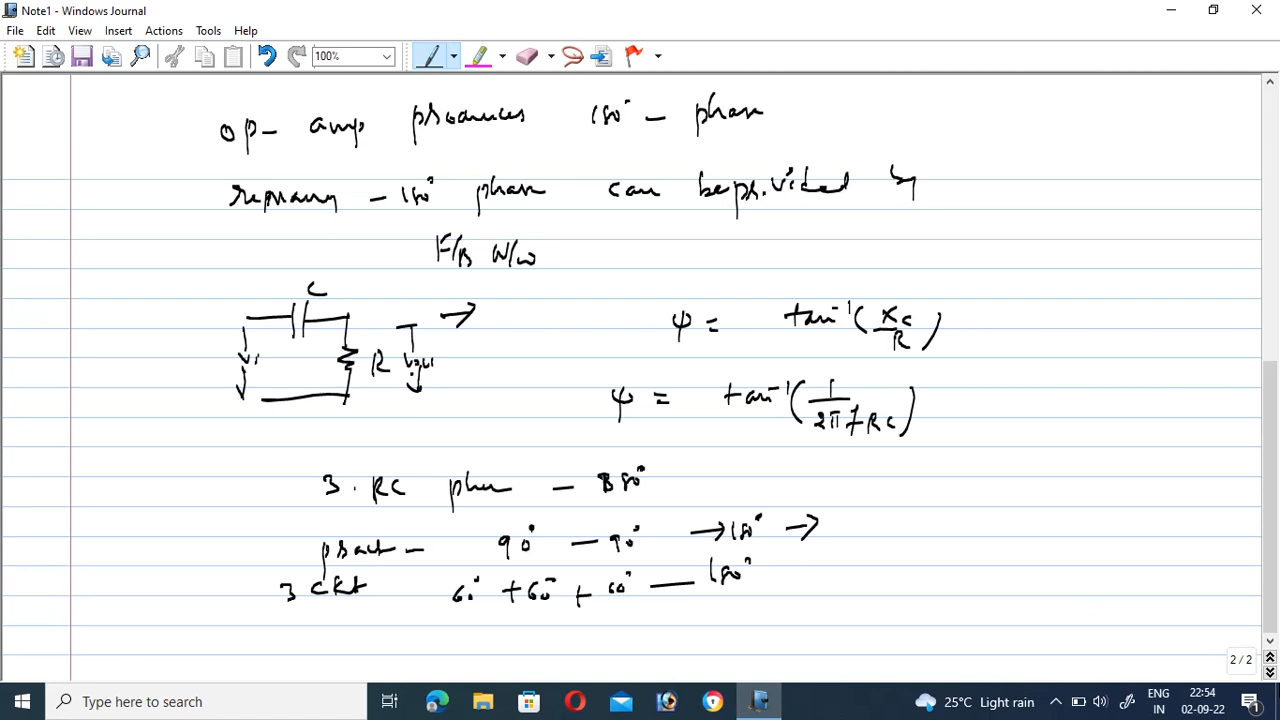 Note1 - Windows Journal
File Edit View Insert Actions Tools Help
100%
op- amp produces 180° - phase
remaining - 180° phase can be provided by
F/B N/w
C
Vi R
ψ = tan⁻¹(Xc/R)
ψ = tan⁻¹(1/2πfRC)
3. RC phase - 180°
pract - 90° - 90° → 180° →
3 ckt 60° + 60° + 60° — 180°
2 / 2
Type here to search
25°C Light rain
ENG
IN
22:54
02-09-22
1